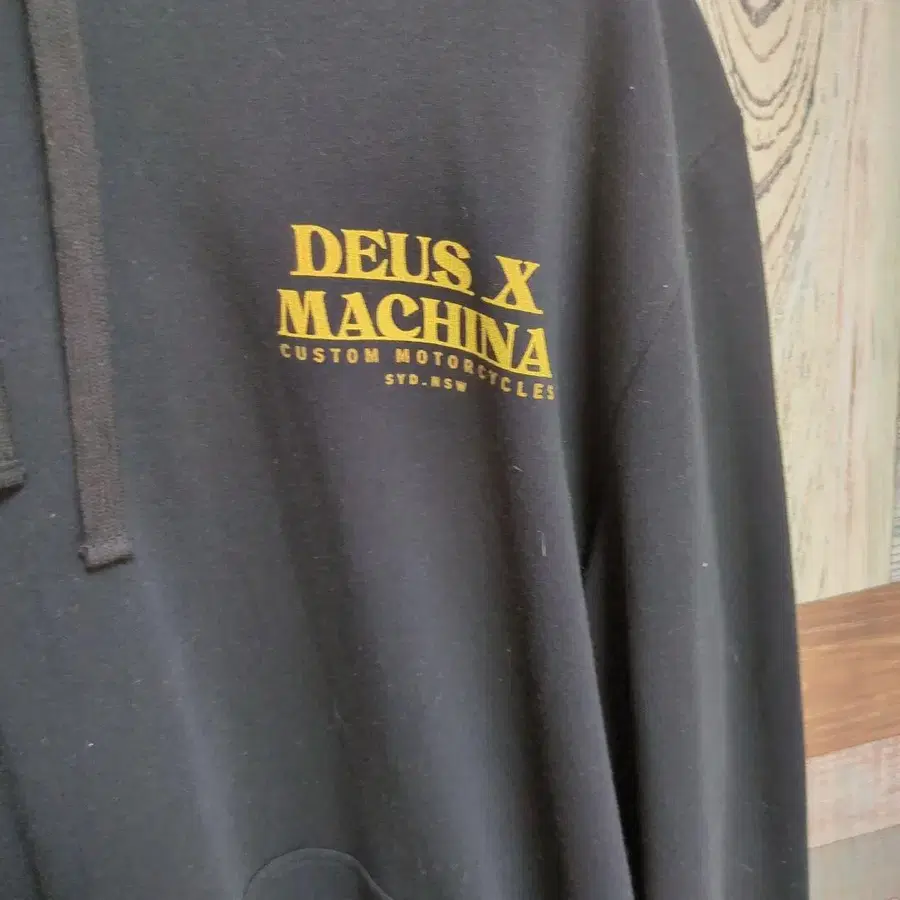 DEUS X
MACHINA
CUSTOM MOTORCYCLES
SYD.NSW